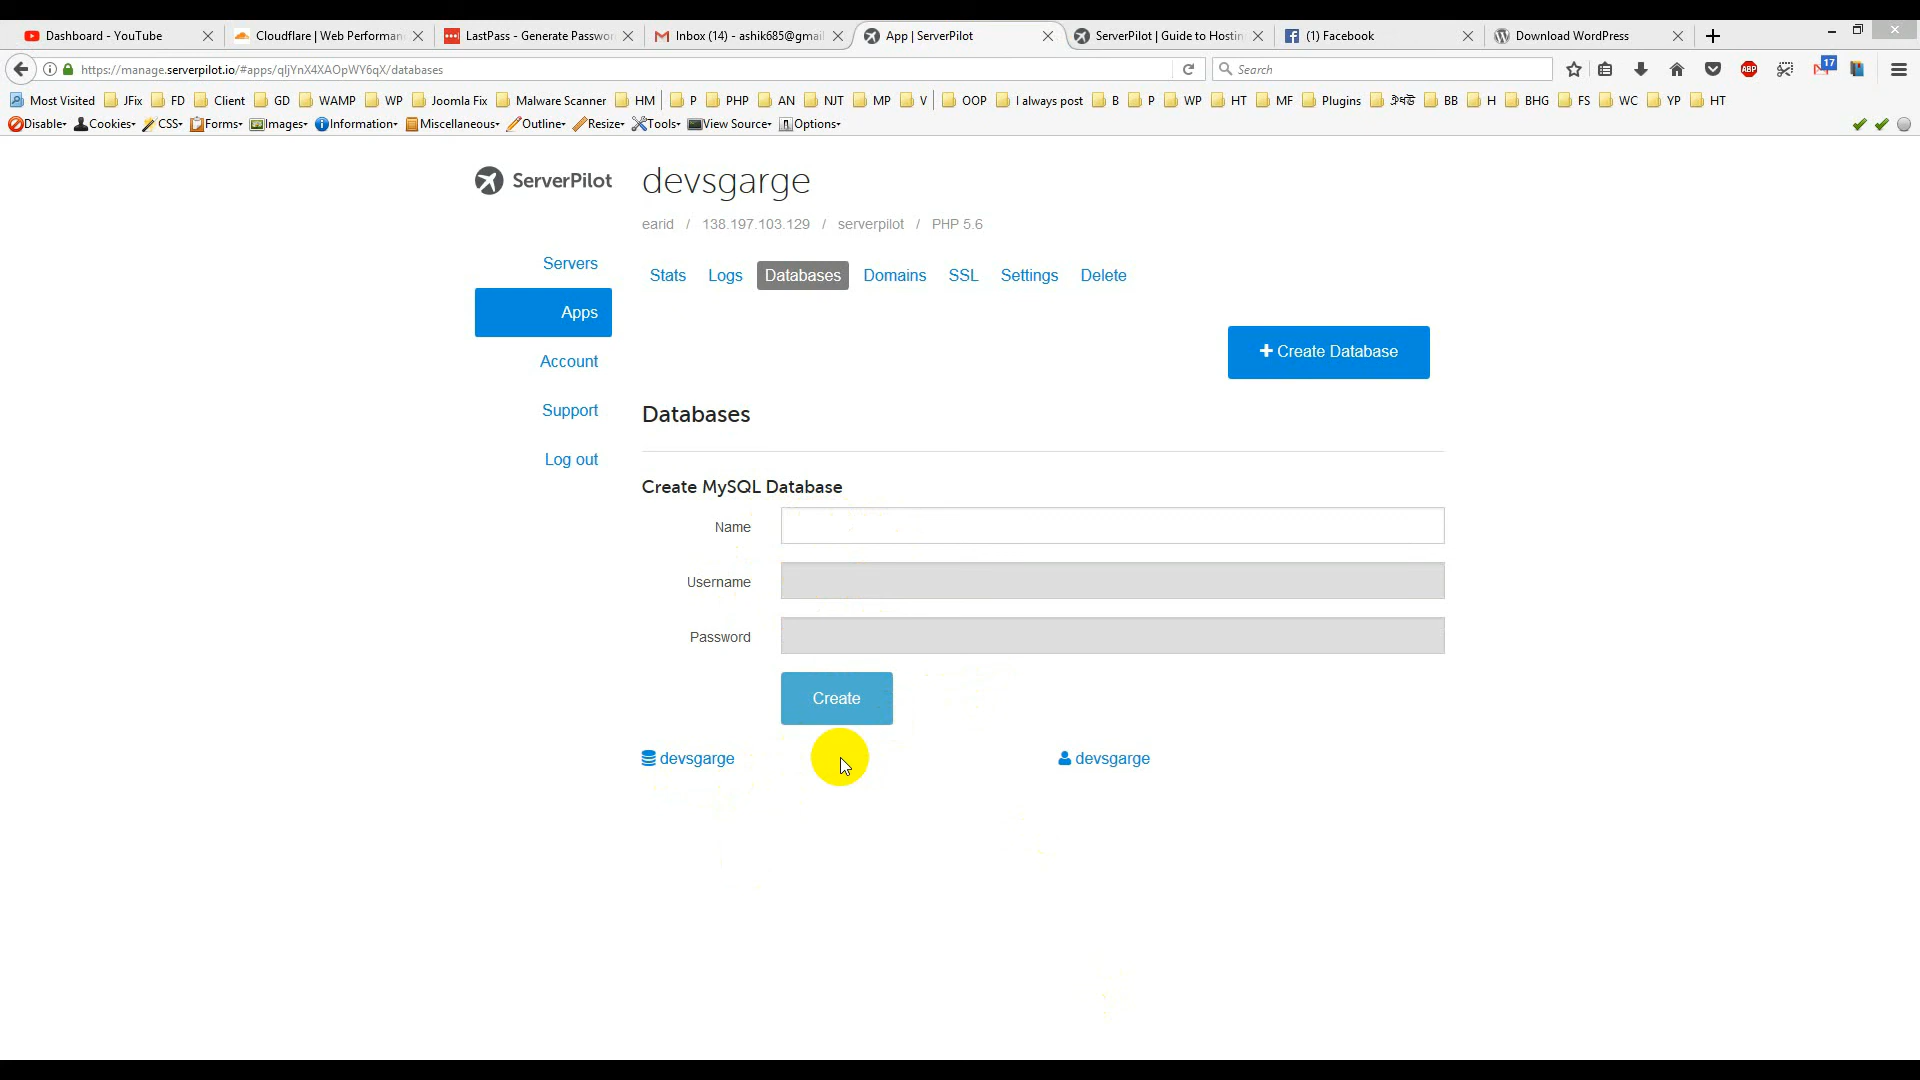 Dashboard - YouTube
Cloudflare | Web Performan
LastPass - Generate Passwor
Inbox (14) - ashik685@gmai
App | ServerPilot
ServerPilot | Guide to Hostin
(1) Facebook
Download WordPress
https://manage.serverpilot.io/#apps/qIjYnX4XAOpWY6qX/databases
Search
ABP
17
Most Visited JFix FD Client GD WAMP WP Joomla Fix Malware Scanner HM P PHP AN NJT MP V OOP I always post B P WP HT MF Plugins ঐধউ BB H BHG FS WC YP HT
Disable Cookies CSS Forms Images Information Miscellaneous Outline Resize Tools View Source Options
ServerPilot
devsgarge
earid / 138.197.103.129 / serverpilot / PHP 5.6
Servers
Stats Logs Databases Domains SSL Settings Delete
Apps
Create Database
Account
Support
Databases
Log out
Create MySQL Database
Name
Username
Password
Create
devsgarge
devsgarge